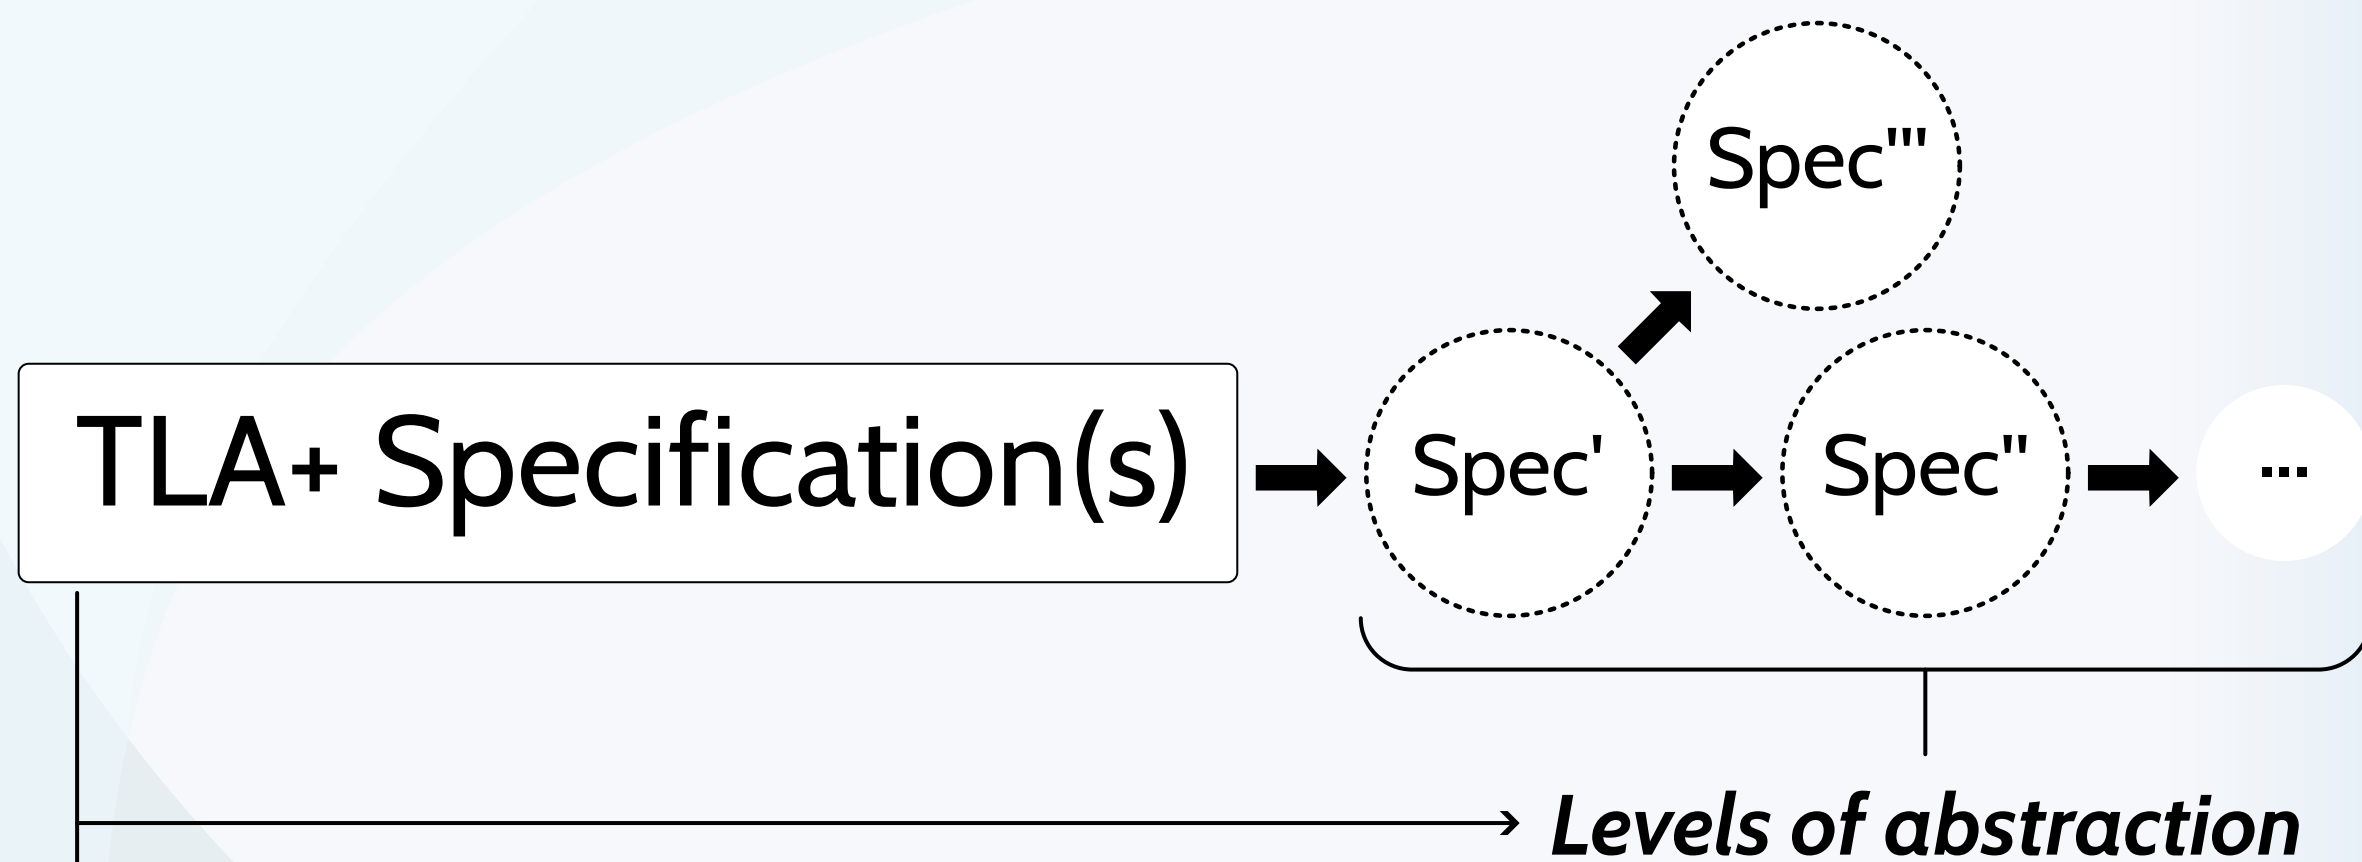 Spec'''
TLA+ Specification(s)
Spec'
Spec''
...
Levels of abstraction